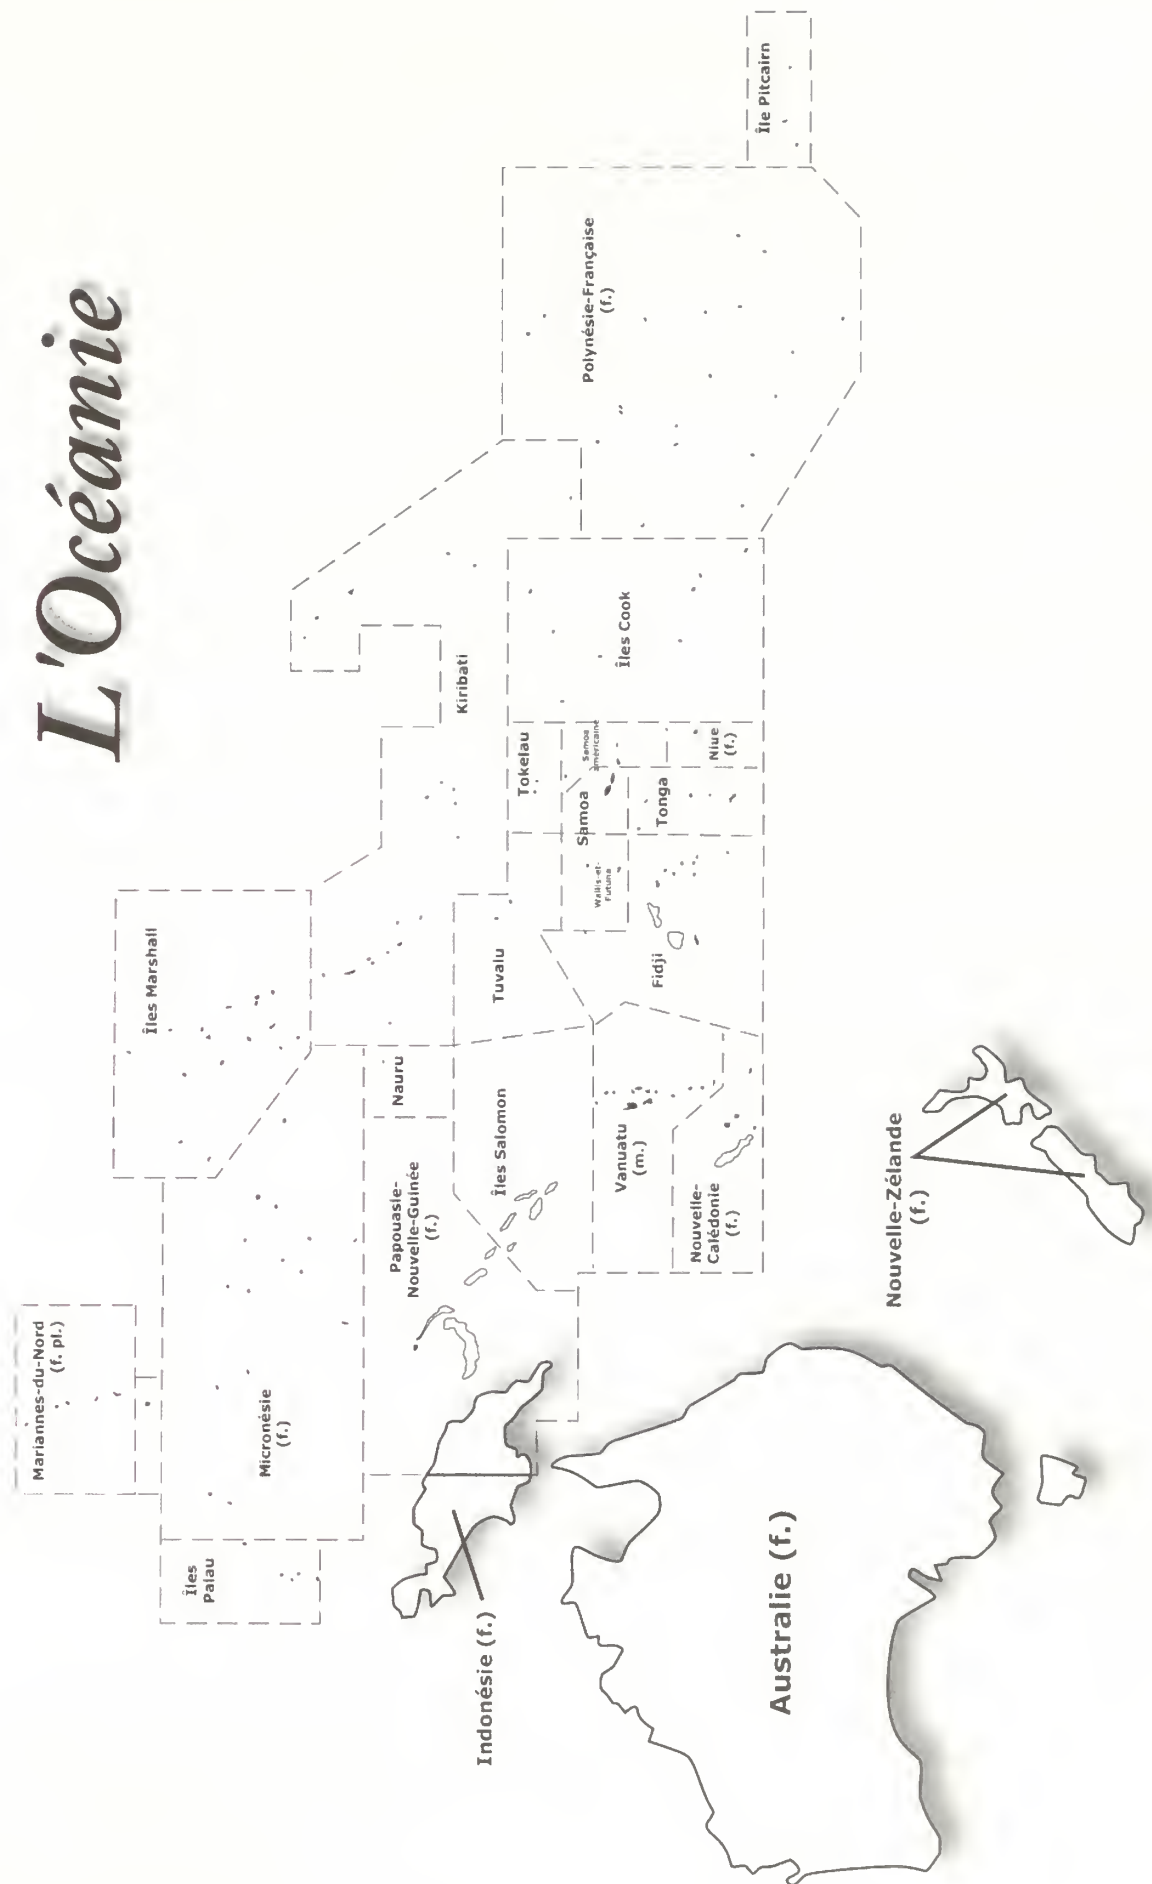 L'Océanie
Mariannes-du-Nord
(f. pl.)
Îles Marshall
Îles
Palau
Micronésie
(f.)
Nauru
Kiribati
Indonésie (f.)
Papouasie-
Nouvelle-Guinée
(f.)
Îles Salomon
Tuvalu
Tokelau
Wallis-et-
Futuna
Samoa
Samoa
américaine
Îles Cook
Polynésie-Française
(f.)
Île Pitcairn
Vanuatu
(m.)
Fidji
Tonga
Niue
(f.)
Nouvelle-
Calédonie
(f.)
Australie (f.)
Nouvelle-Zélande
(f.)